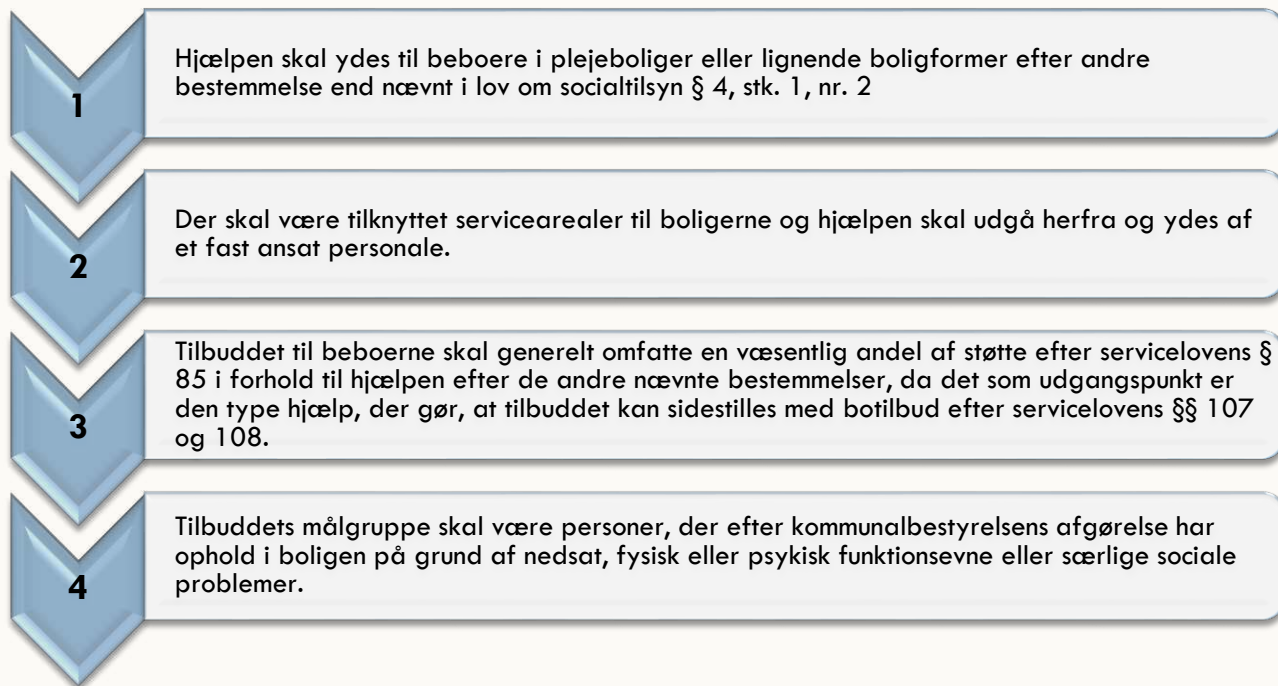 1
Hjælpen skal ydes til beboere i plejeboliger eller lignende boligformer efter andre
bestemmelse end nævnt i lov om socialtilsyn § 4, stk. 1, nr. 2
2
Der skal være tilknyttet servicearealer til boligerne og hjælpen skal udgå herfra og ydes af
et fast ansat personale.
3
Tilbuddet til beboerne skal generelt omfatte en væsentlig andel af støtte efter servicelovens §
85 i forhold til hjælpen efter de andre nævnte bestemmelser, da det som udgangspunkt er
den type hjælp, der gør, at tilbuddet kan sidestilles med botilbud efter servicelovens §§ 107
og 108.
4
Tilbuddets målgruppe skal være personer, der efter kommunalbestyrelsens afgørelse har
ophold i boligen på grund af nedsat, fysisk eller psykisk funktionsevne eller særlige sociale
problemer.